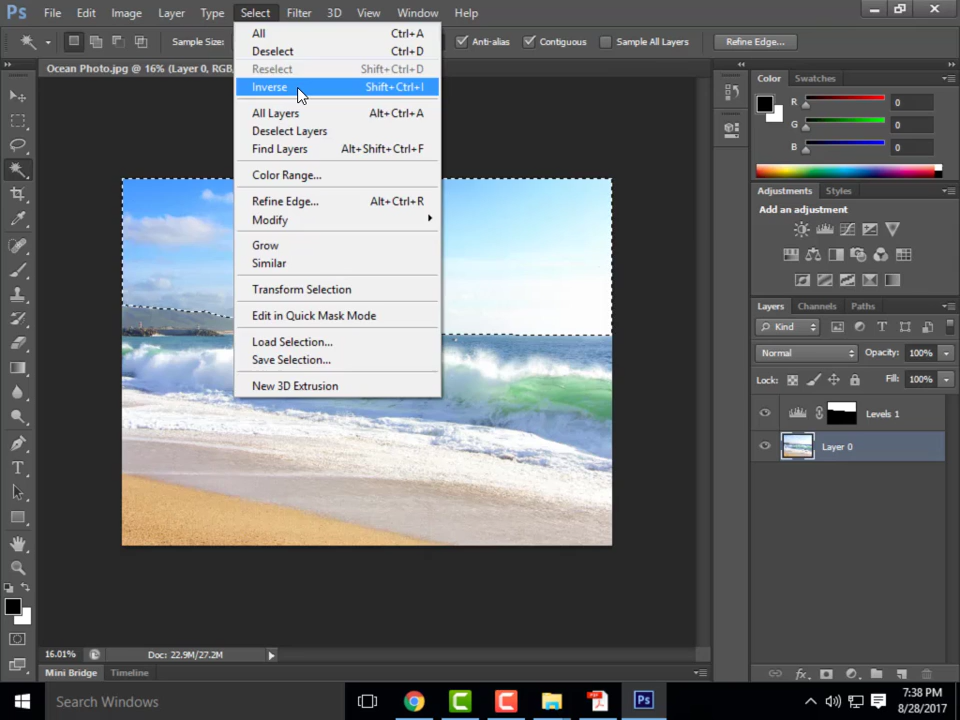 Ps File Edit Image Layer Type Select Filter 3D View Window Help
Sample Size: Anti-alias Contiguous Sample All Layers Refine Edge...
Ocean Photo.jpg @ 16% (Layer 0, RGB
All Ctrl+A
Deselect Ctrl+D
Reselect Shift+Ctrl+D
Inverse Shift+Ctrl+I
All Layers Alt+Ctrl+A
Deselect Layers
Find Layers Alt+Shift+Ctrl+F
Color Range...
Refine Edge... Alt+Ctrl+R
Modify
Grow
Similar
Transform Selection
Edit in Quick Mask Mode
Load Selection...
Save Selection...
New 3D Extrusion
Color Swatches
R 0
G 0
B 0
Adjustments Styles
Add an adjustment
Layers Channels Paths
Kind T
Normal Opacity: 100%
Lock: Fill: 100%
Levels 1
Layer 0
fx
16.01% Doc: 22.9M/27.2M
Mini Bridge Timeline
Search Windows
Ps
7:38 PM
8/28/2017